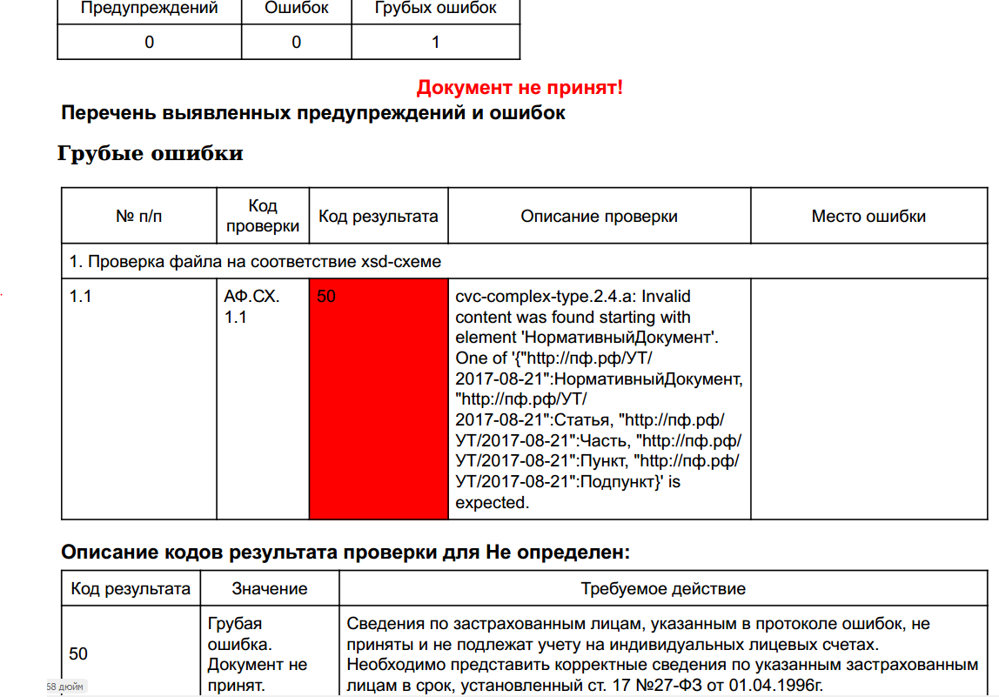 Предупреждений Ошибок Грубых ошибок
0 0 1
Документ не принят!
Перечень выявленных предупреждений и ошибок
Грубые ошибки
№ п/п Код проверки Код результата Описание проверки Место ошибки
1. Проверка файла на соответствие xsd-схеме
1.1 АФ.СХ. 50 cvc-complex-type.2.4.a: Invalid
1.1 content was found starting with
element 'НормативныйДокумент'.
One of '{"http://пф.рф/УТ/
2017-08-21":НормативныйДокумент,
"http://пф.рф/УТ/
2017-08-21":Статья, "http://пф.рф/
УТ/2017-08-21":Часть, "http://пф.рф/
УТ/2017-08-21":Пункт, "http://пф.рф/
УТ/2017-08-21":Подпункт}' is
expected.
Описание кодов результата проверки для Не определен:
Код результата Значение Требуемое действие
50
Грубая
ошибка.
Документ не
принят.
Сведения по застрахованным лицам, указанным в протоколе ошибок, не
приняты и не подлежат учету на индивидуальных лицевых счетах.
Необходимо представить корректные сведения по указанным застрахованным
лицам в срок, установленный ст. 17 №27-ФЗ от 01.04.1996г.
дюйм